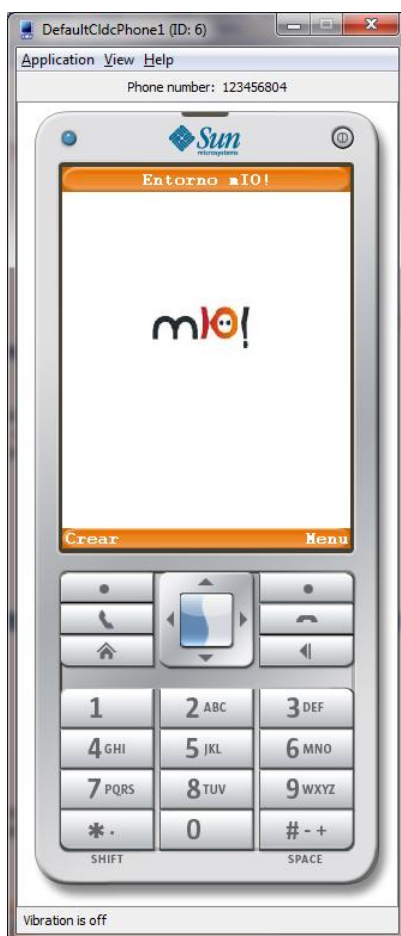 DefaultCldcPhone1 (ID: 6)
Application View Help
Phone number: 123456804
Sun
microsystems
Entorno mIO!
mIO!
Crear Menu
1 2 ABC 3 DEF
4 GHI 5 JKL 6 MNO
7 PQRS 8 TUV 9 WXYZ
* . 0 # - +
SHIFT SPACE
Vibration is off